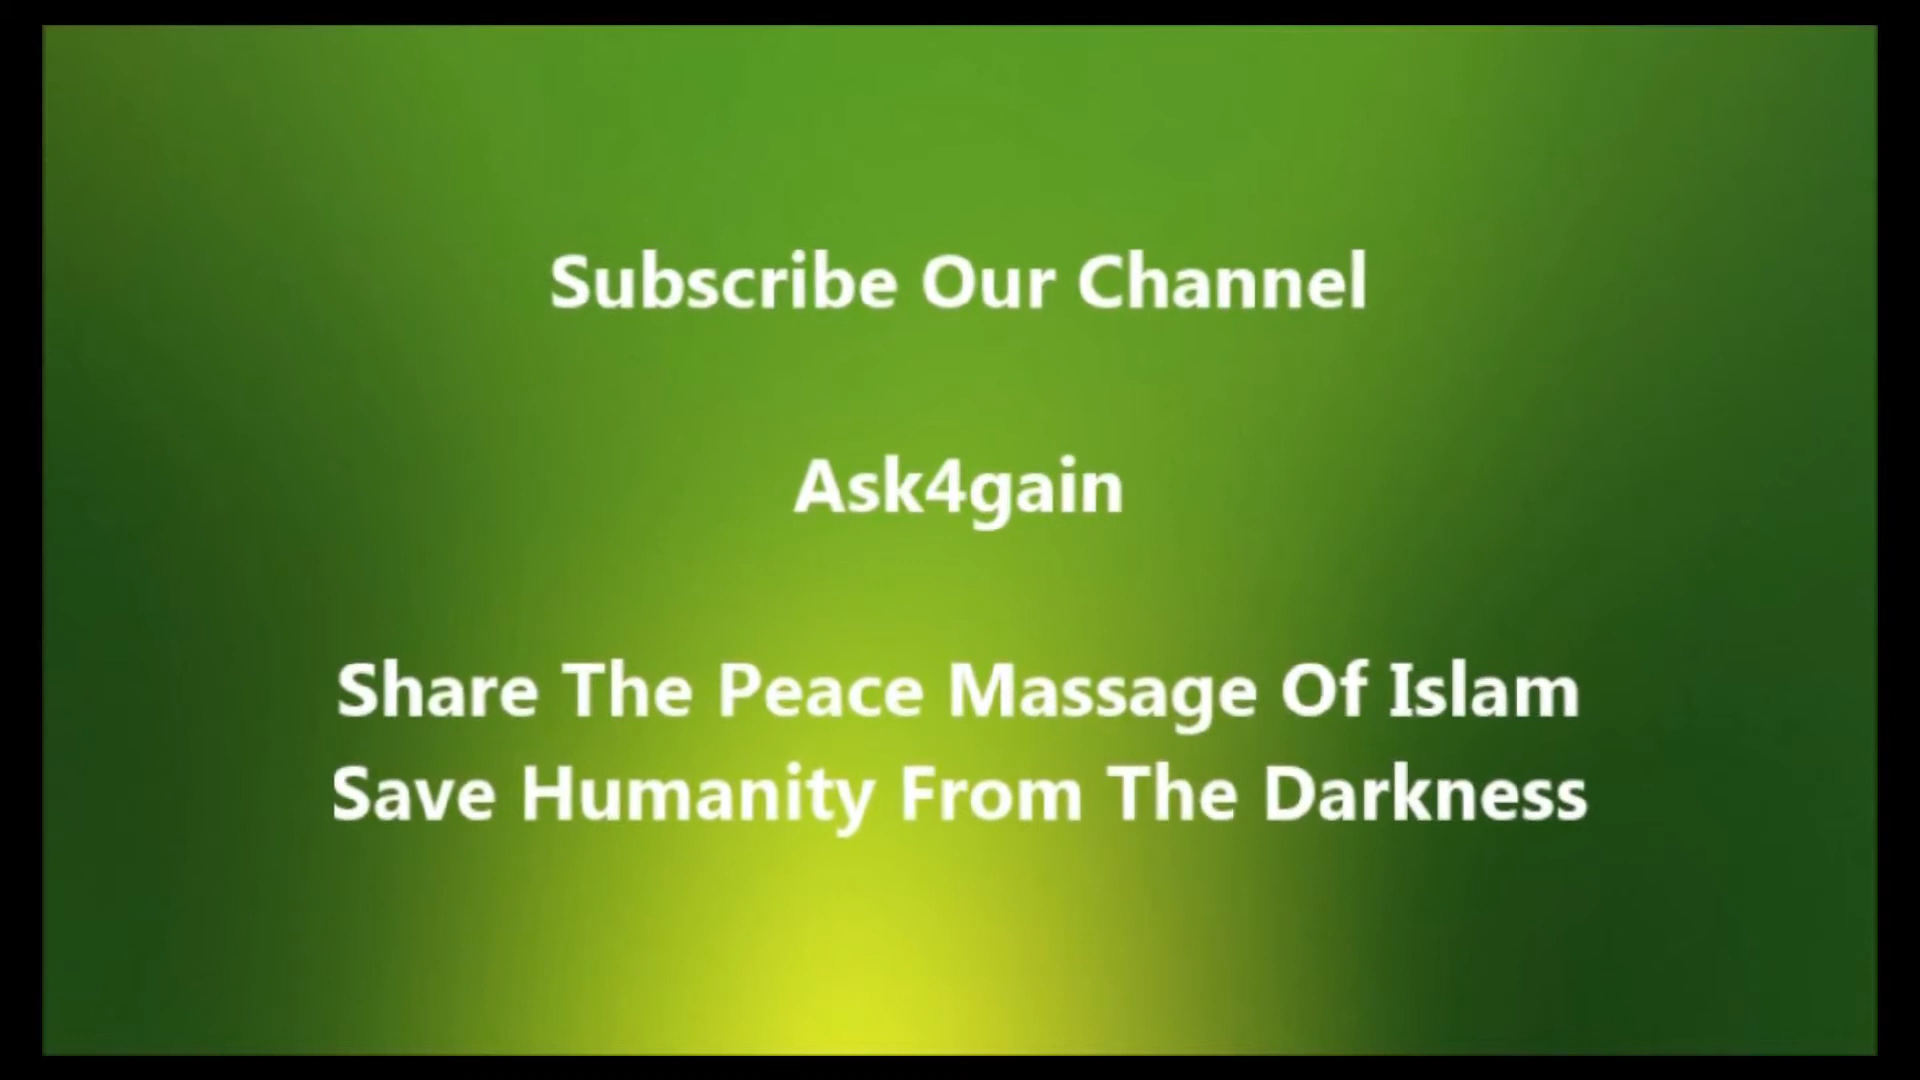 Subscribe Our Channel
Ask4gain
Share The Peace Massage Of Islam
Save Humanity From The Darkness